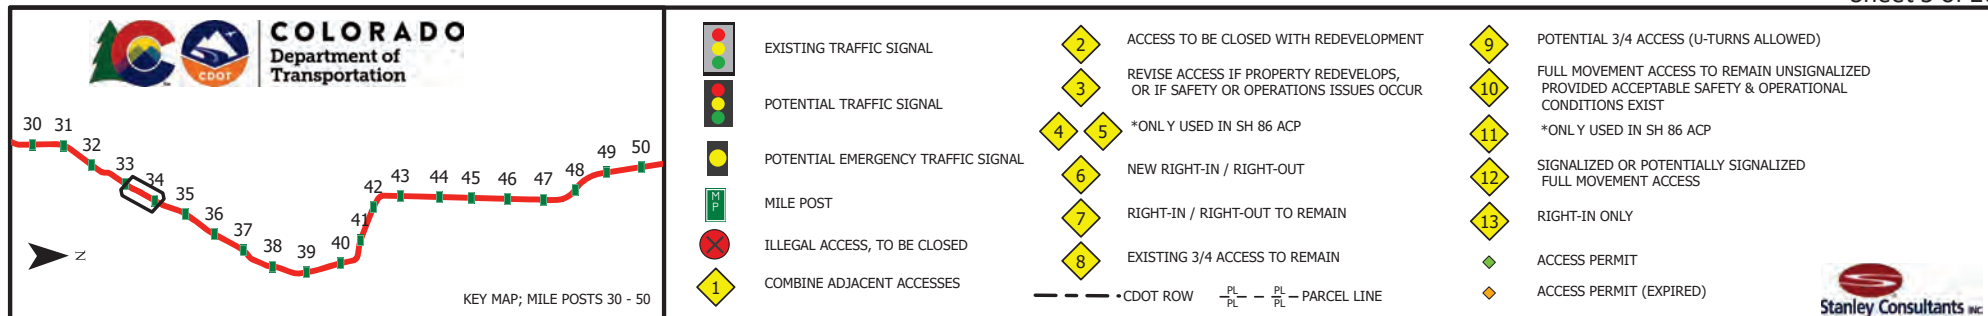 COLORADO
Department of
Transportation
CDOT
30 31 32 33 34 35 36 37 38 39 40 41 42 43 44 45 46 47 48 49 50
N
KEY MAP; MILE POSTS 30 - 50
EXISTING TRAFFIC SIGNAL
POTENTIAL TRAFFIC SIGNAL
POTENTIAL EMERGENCY TRAFFIC SIGNAL
MP
MILE POST
ILLEGAL ACCESS, TO BE CLOSED
1 COMBINE ADJACENT ACCESSES
2 ACCESS TO BE CLOSED WITH REDEVELOPMENT
3 REVISE ACCESS IF PROPERTY REDEVELOPS,
OR IF SAFETY OR OPERATIONS ISSUES OCCUR
4 5 *ONLY USED IN SH 86 ACP
6 NEW RIGHT-IN / RIGHT-OUT
7 RIGHT-IN / RIGHT-OUT TO REMAIN
8 EXISTING 3/4 ACCESS TO REMAIN
CDOT ROW
PL PL
PL PL
PARCEL LINE
9 POTENTIAL 3/4 ACCESS (U-TURNS ALLOWED)
10 FULL MOVEMENT ACCESS TO REMAIN UNSIGNALIZED
PROVIDED ACCEPTABLE SAFETY & OPERATIONAL
CONDITIONS EXIST
11 *ONLY USED IN SH 86 ACP
12 SIGNALIZED OR POTENTIALLY SIGNALIZED
FULL MOVEMENT ACCESS
13 RIGHT-IN ONLY
ACCESS PERMIT
ACCESS PERMIT (EXPIRED)
Stanley Consultants INC